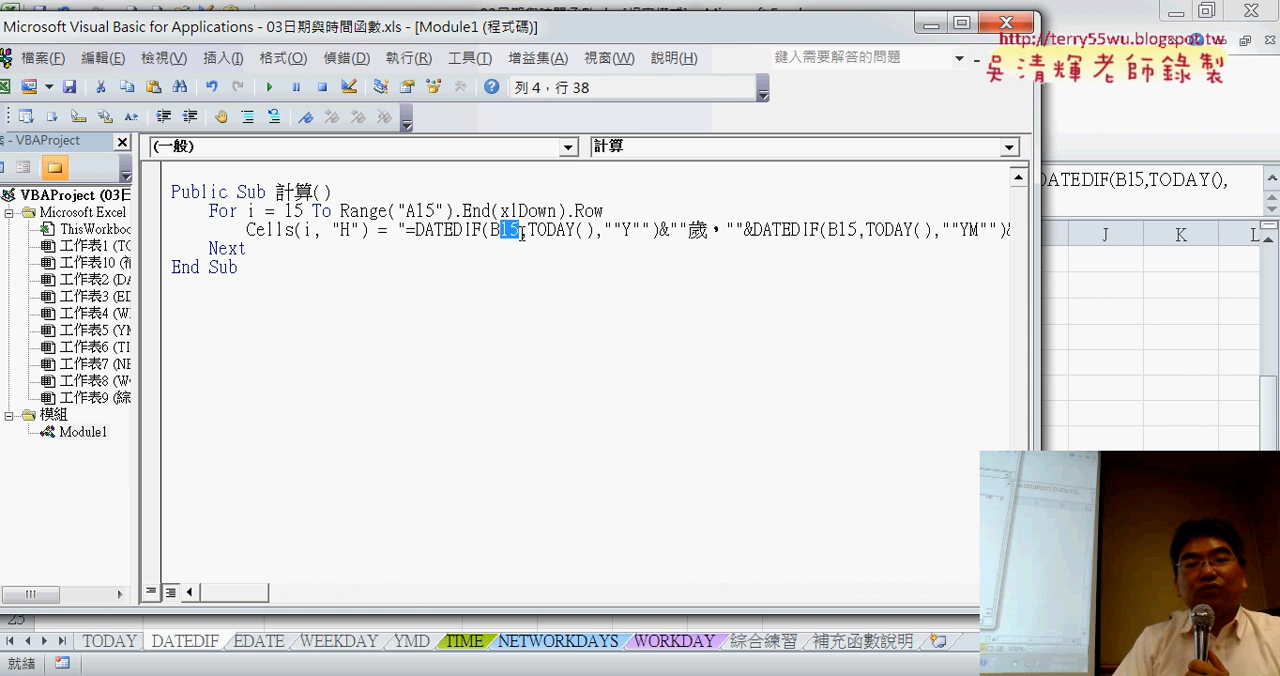 Microsoft Visual Basic for Applications - 03日期與時間函數.xls - [Module1 (程式碼)]
http://terry55wu.blogspot.tw
吳清輝老師錄製
檔案(F) 編輯(E) 檢視(V) 插入(I) 格式(O) 偵錯(D) 執行(R) 工具(T) 增益集(A) 視窗(W) 說明(H) 鍵入需要解答的問題
列 4，行 38
- VBAProject
(一般) 計算
DATEDIF(B15,TODAY(),
VBAProject (03日
Microsoft Excel
ThisWorkboo
工作表1 (TO
工作表10 (
工作表2 (DA
工作表3 (ED
工作表4 (W
工作表5 (YM
工作表6 (TI
工作表7 (NE
工作表8 (W
工作表9 (綜
模組
Module1
Public Sub 計算()
For i = 15 To Range("A15").End(xlDown).Row
Cells(i, "H") = "=DATEDIF(B15,TODAY(),""Y"")&""歲，""&DATEDIF(B15,TODAY(),""YM"")&
Next
End Sub
J K L
25
TODAY DATEDIF EDATE WEEKDAY YMD TIME NETWORKDAYS WORKDAY 綜合練習 補充函數說明
就緒